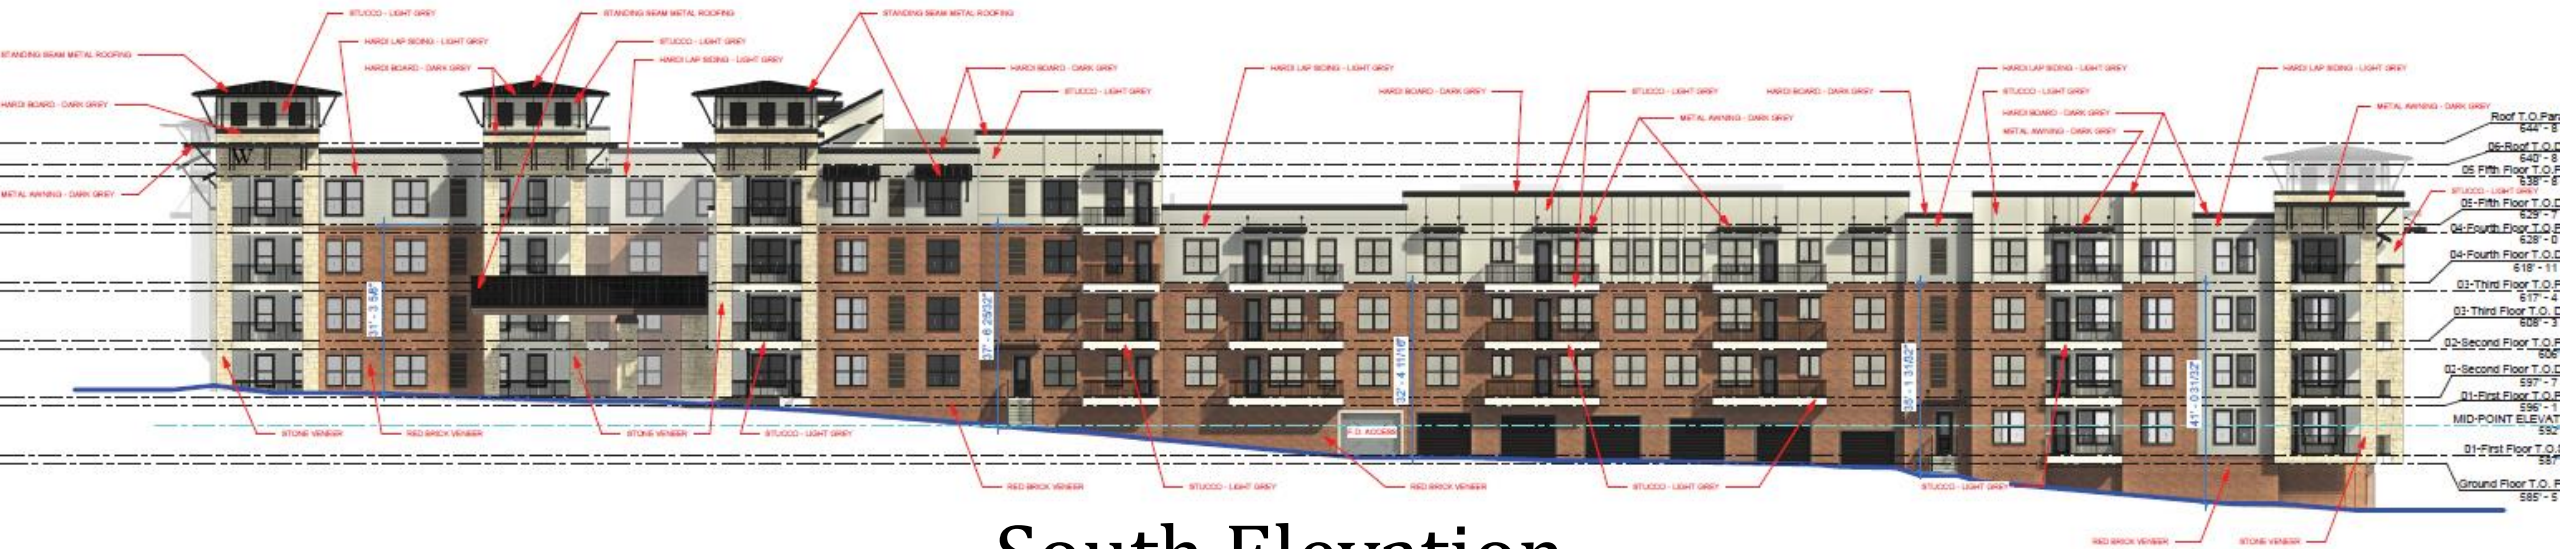 STUCCO - LIGHT GREY
STANDING SEAM METAL ROOFING
STANDING SEAM METAL ROOFING
HARDI LAP SIDING - LIGHT GREY
STUCCO - LIGHT GREY
STANDING SEAM METAL ROOFING
HARDI LAP SIDING - LIGHT GREY
HARDI BOARD - DARK GREY
HARDI BOARD - DARK GREY
HARDI LAP SIDING - LIGHT GREY
HARDI LAP SIDING - LIGHT GREY
HARDI LAP SIDING - LIGHT GREY
STUCCO - LIGHT GREY
HARDI BOARD - DARK GREY
STUCCO - LIGHT GREY
HARDI BOARD - DARK GREY
STUCCO - LIGHT GREY
HARDI BOARD - DARK GREY
METAL AWNING - DARK GREY
HARDI BOARD - DARK GREY
METAL AWNING - DARK GREY
METAL AWNING - DARK GREY
Roof T.O.Par
644' - 8
06-Roof T.O.
640' - 8
W
05 Fifth Floor T.O.
638' - 8
METAL AWNING - DARK GREY
STUCCO - LIGHT GREY
05-Fifth Floor T.O.
629' - 7
04-Fourth Floor T.O.
628' - 0
04-Fourth Floor T.O.
618' - 11
03-Third Floor T.O.
617' - 4
03-Third Floor T.O.
608' - 3
31' - 3 5/8"
37' - 8 25/32"
02-Second Floor T.O.
606'
32' - 4 11/16"
35' - 1 31/32"
41' - 0 31/32"
02-Second Floor T.O.
597' - 7
01-First Floor T.O.
596' - 1
MID-POINT ELEVAT
592
F.D. ACCESS
STONE VENEER
RED BRICK VENEER
STONE VENEER
STUCCO - LIGHT GREY
01-First Floor T.O.
587'
Ground Floor T.O.
585' - 5
RED BRICK VENEER
STUCCO - LIGHT GREY
RED BRICK VENEER
STUCCO - LIGHT GREY
STUCCO - LIGHT GREY
RED BRICK VENEER
STONE VENEER
South Elevation